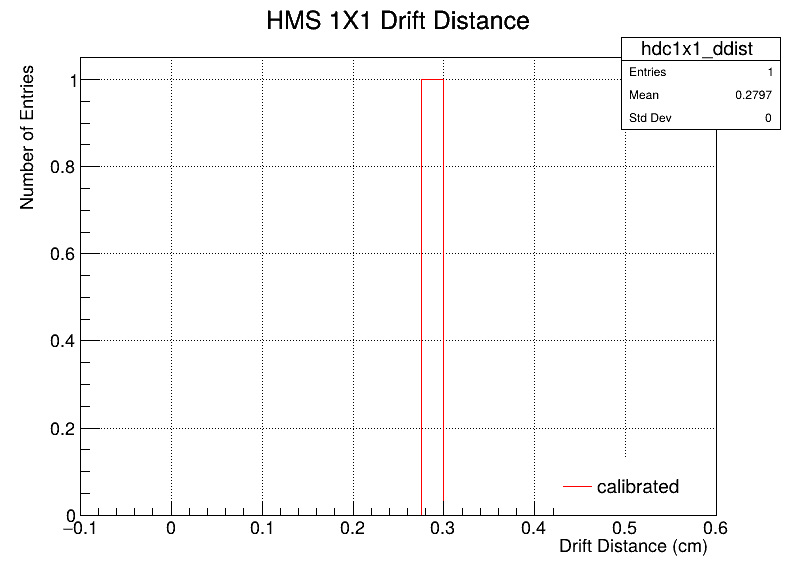 HMS 1X1 Drift Distance
hdc1x1_ddist
Entries 1
Mean 0.2797
Std Dev 0
Number of Entries
1
0.8
0.6
0.4
0.2
0
−0.1 0 0.1 0.2 0.3 0.4 0.5 0.6
calibrated
Drift Distance (cm)